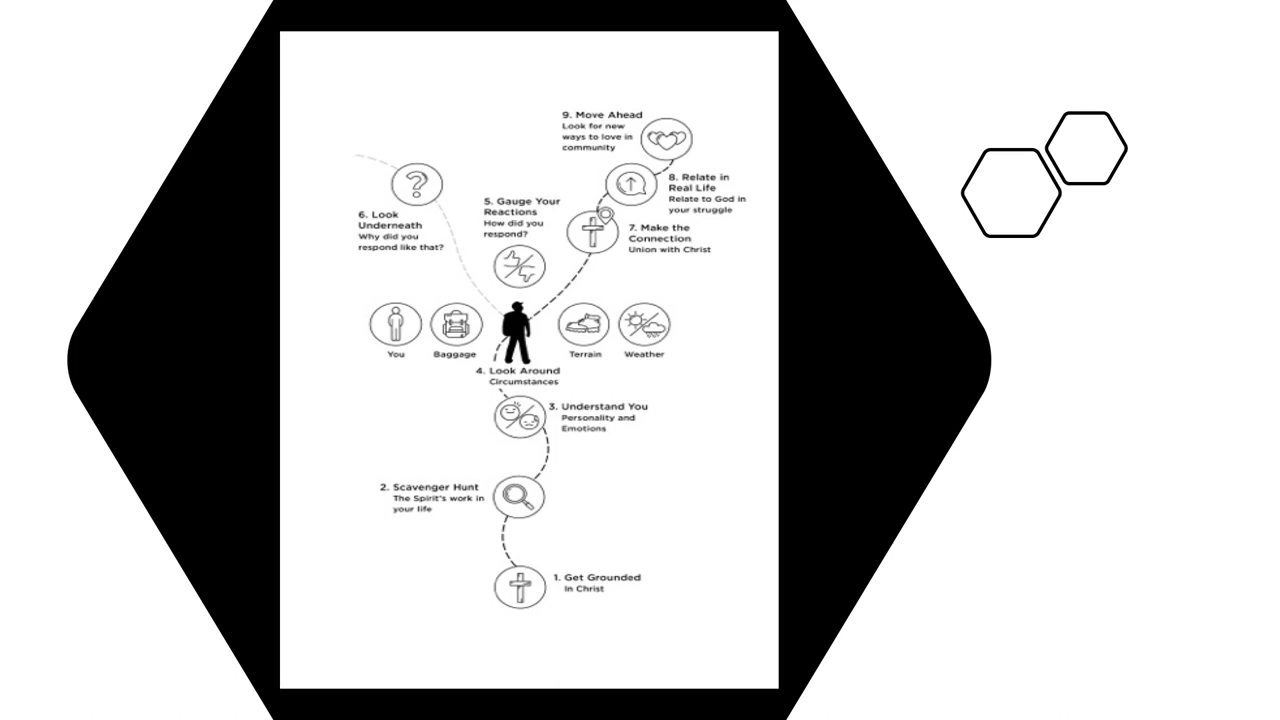 9. Move Ahead
Look for new
ways to love in
community
8. Relate in
Real Life
Relate to God in
your struggle
5. Gauge Your
Reactions
How did you
respond?
6. Look
Underneath
Why did you
respond like that?
7. Make the
Connection
Union with Christ
You
Baggage
Terrain
Weather
4. Look Around
Circumstances
3. Understand You
Personality and
Emotions
2. Scavenger Hunt
The Spirit's work in
your life
1. Get Grounded
In Christ